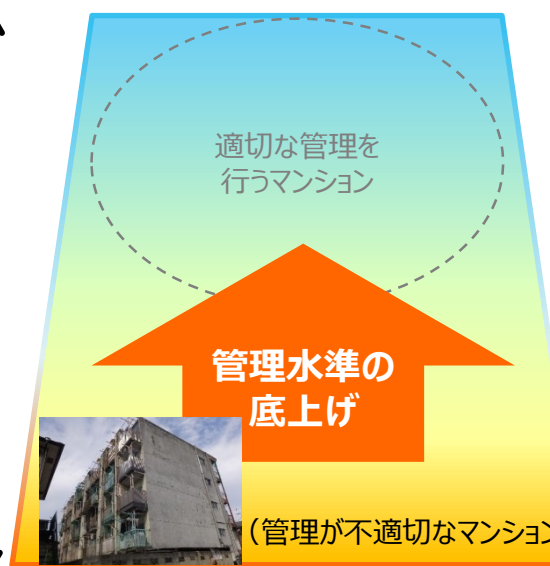 適切な管理を
行うマンション
管理水準の
底上げ
（管理が不適切なマンション